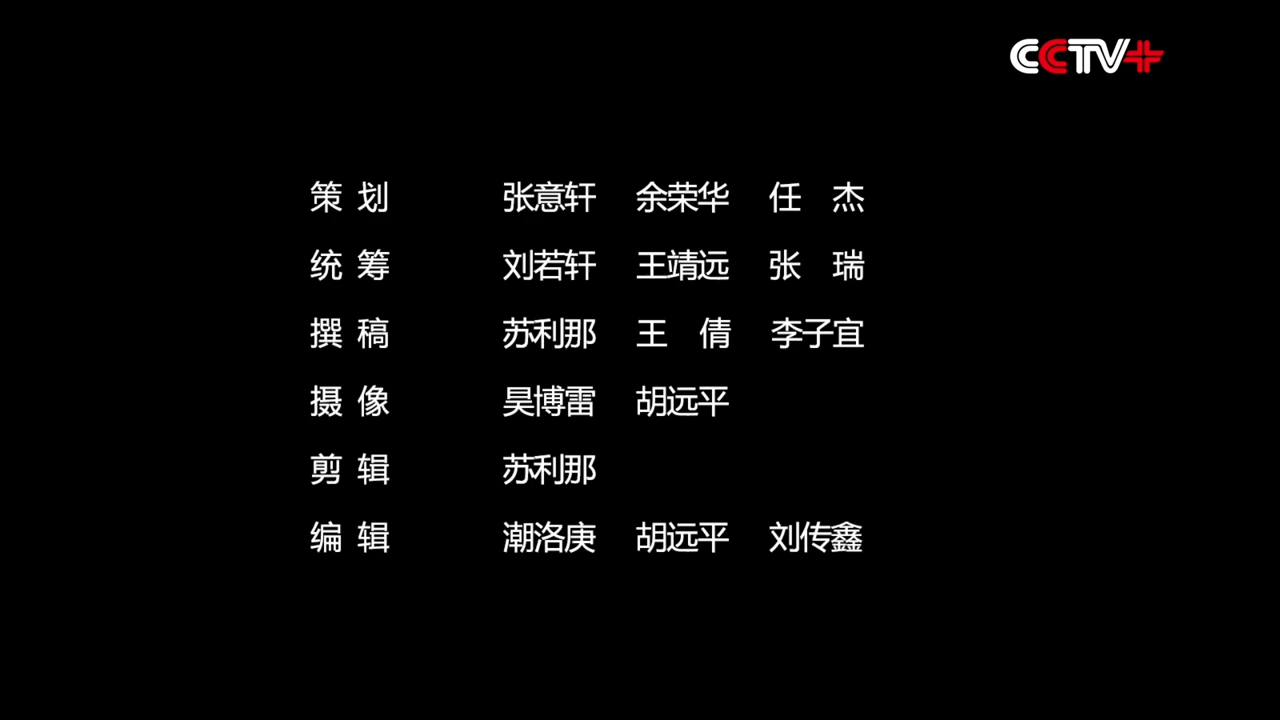 CCTV+
策 划 张意轩 余荣华 任 杰
统 筹 刘若轩 王靖远 张 瑞
撰 稿 苏利那 王 倩 李子宜
摄 像 昊博雷 胡远平
剪 辑 苏利那
编 辑 潮洛庚 胡远平 刘传鑫